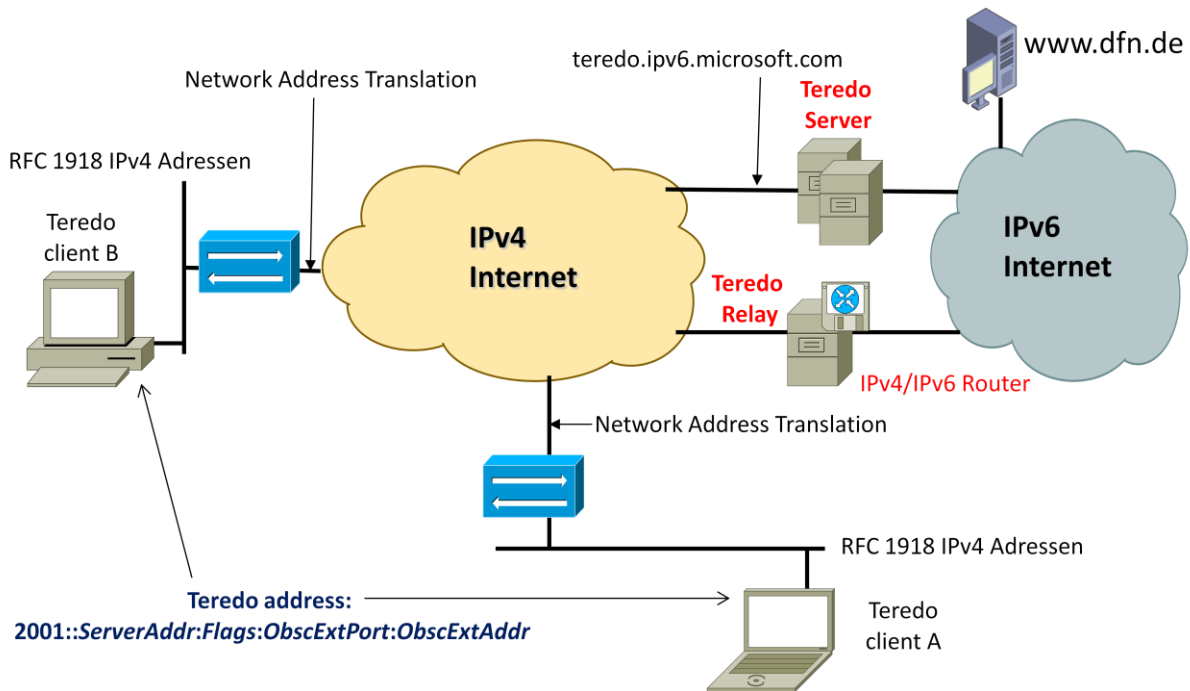 www.dfn.de
teredo.ipv6.microsoft.com
Network Address Translation
Teredo
Server
RFC 1918 IPv4 Adressen
Teredo
client B
IPv4
Internet
IPv6
Internet
Teredo
Relay
IPv4/IPv6 Router
Network Address Translation
RFC 1918 IPv4 Adressen
Teredo address:
2001::ServerAddr:Flags:ObscExtPort:ObscExtAddr
Teredo
client A